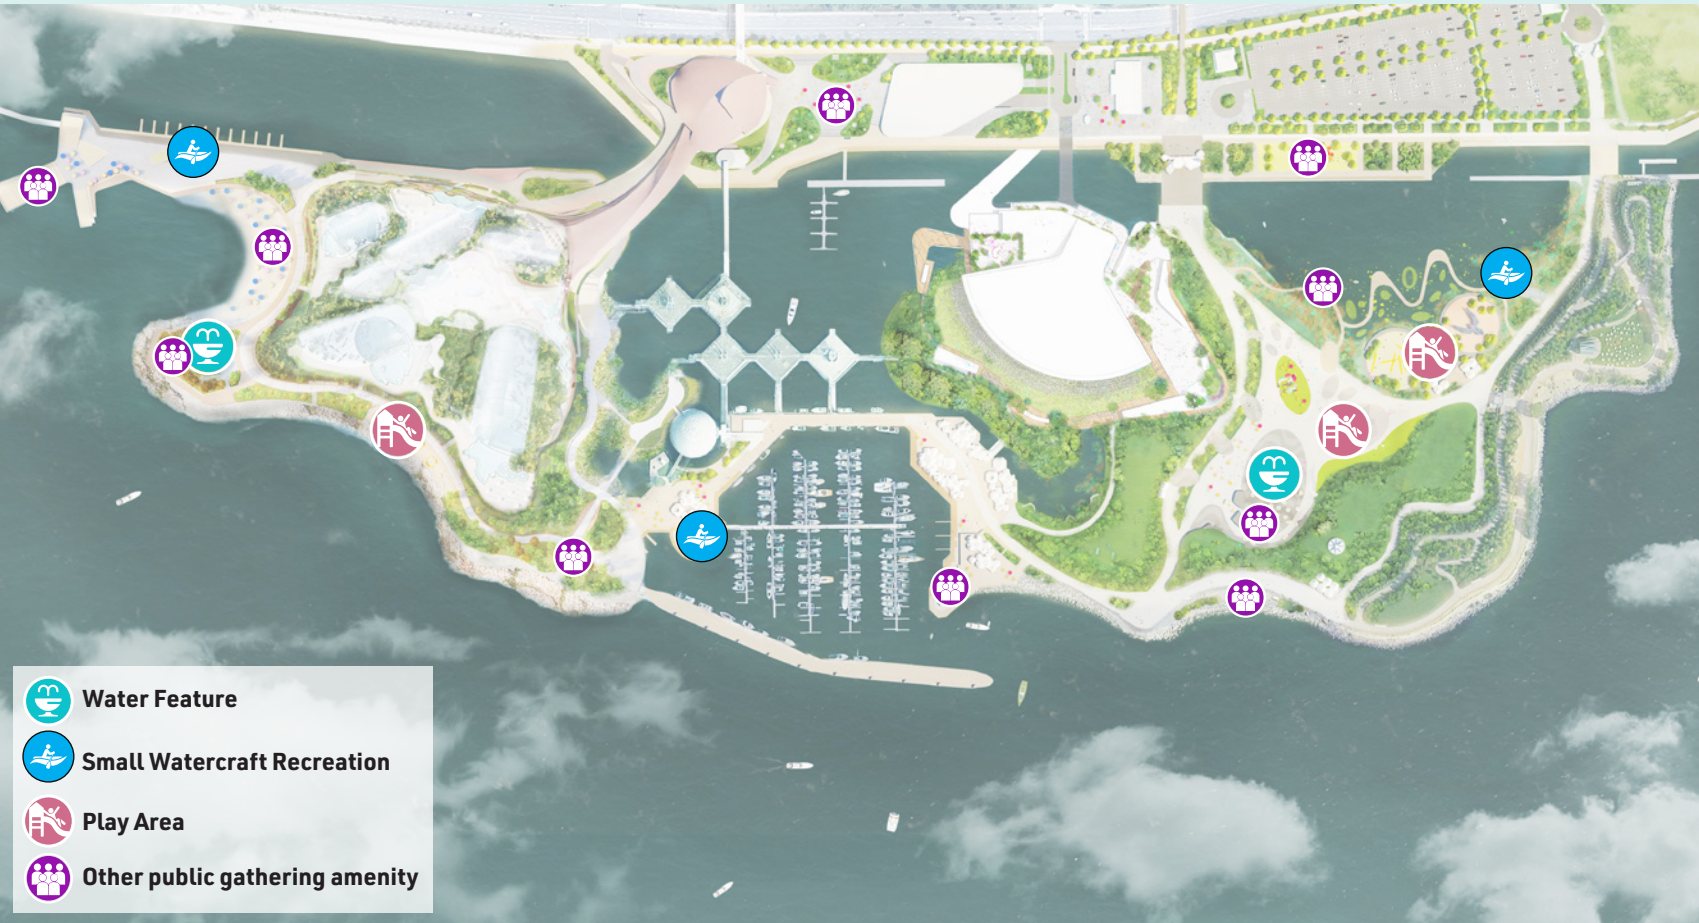 Water Feature
Small Watercraft Recreation
Play Area
Other public gathering amenity